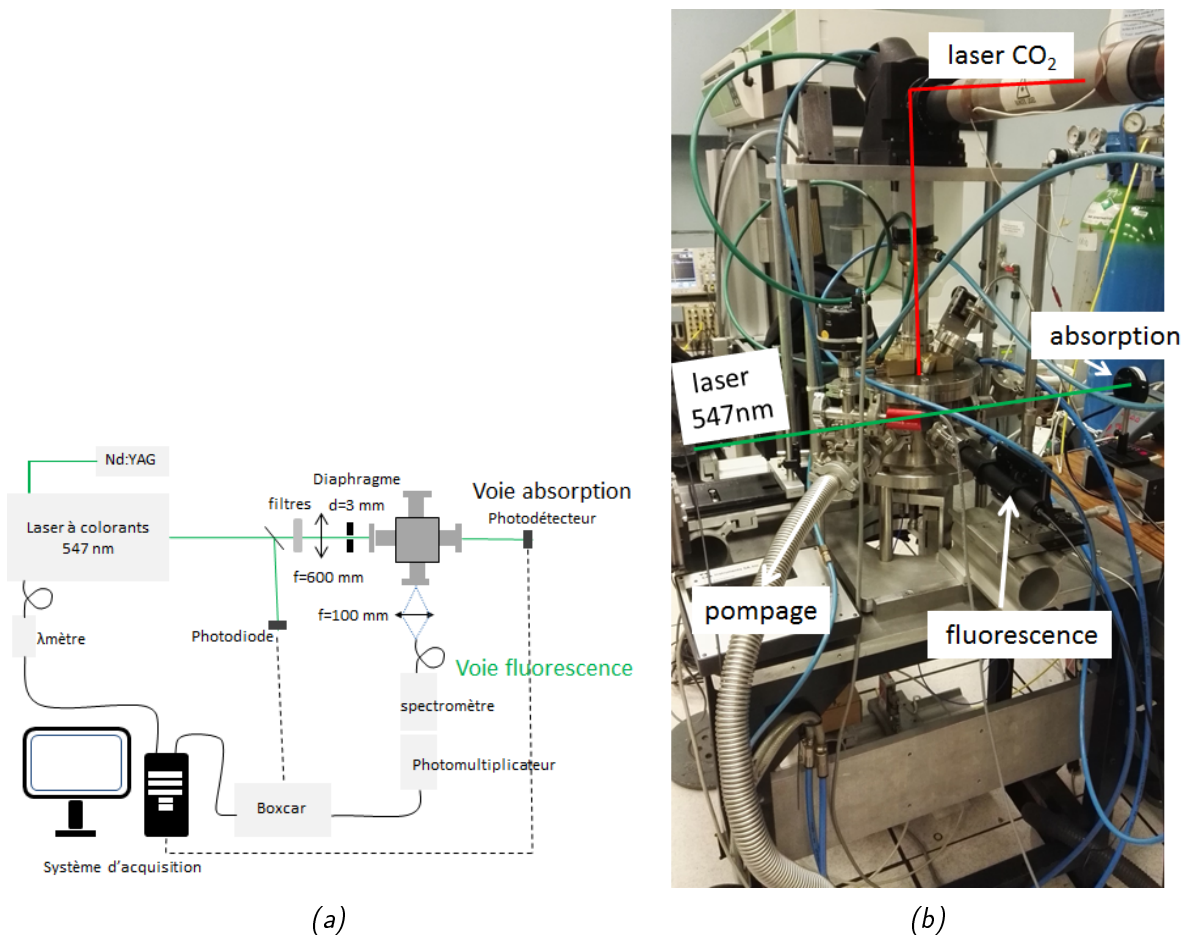 Nd:YAG
Laser à colorants
547 nm
filtres
Diaphragme
d=3 mm
f=600 mm
Voie absorption
Photodétecteur
f=100 mm
Photodiode
λmètre
Voie fluorescence
spectromètre
Photomultiplicateur
Boxcar
Système d'acquisition
(a)
laser CO₂
absorption
laser
547nm
pompage
fluorescence
(b)